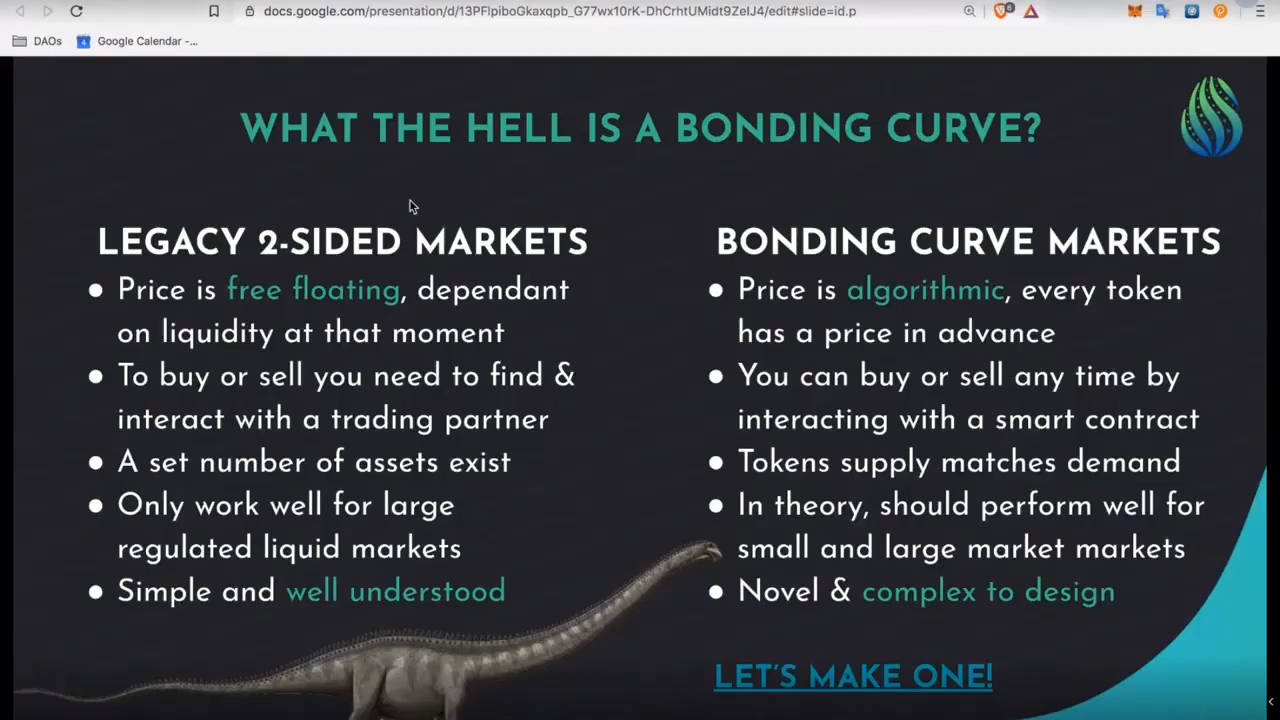 docs.google.com/presentation/d/13PFlpiboGkaxqpb_G77wx10rK-DhCrhtUMidt9ZeIJ4/edit#slide=id.p
6
DAOs
4
Google Calendar -...
WHAT THE HELL IS A BONDING CURVE?
LEGACY 2-SIDED MARKETS
● Price is free floating, dependant
on liquidity at that moment
● To buy or sell you need to find &
interact with a trading partner
● A set number of assets exist
● Only work well for large
regulated liquid markets
● Simple and well understood
BONDING CURVE MARKETS
● Price is algorithmic, every token
has a price in advance
● You can buy or sell any time by
interacting with a smart contract
● Tokens supply matches demand
● In theory, should perform well for
small and large market markets
● Novel & complex to design
LET'S MAKE ONE!